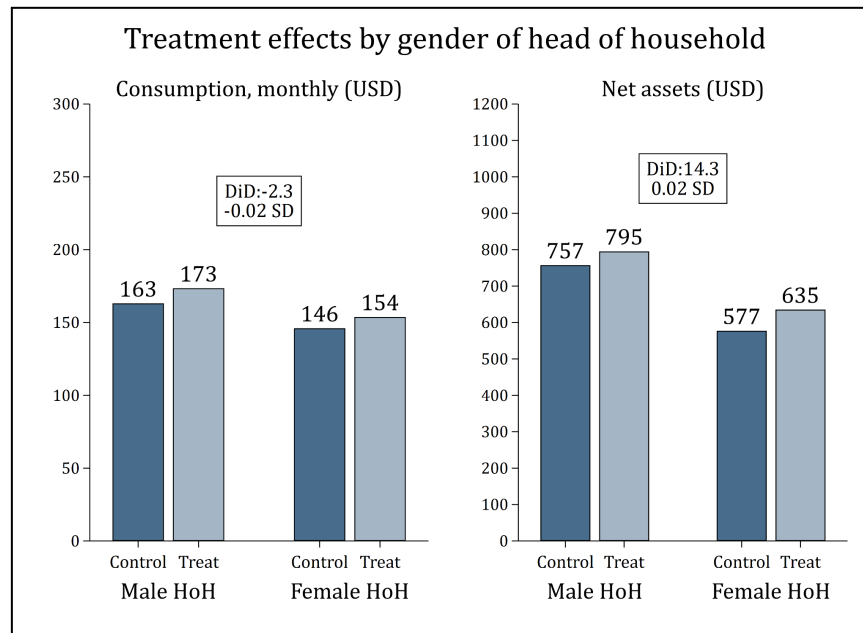 Treatment effects by gender of head of household
Consumption, monthly (USD)
300
250
200
150
100
50
0
DiD:-2.3
-0.02 SD
163
173
146
154
Control
Treat
Control
Treat
Male HoH
Female HoH
Net assets (USD)
1200
1100
1000
900
800
700
600
500
400
300
200
100
0
DiD:14.3
0.02 SD
757
795
577
635
Control
Treat
Control
Treat
Male HoH
Female HoH